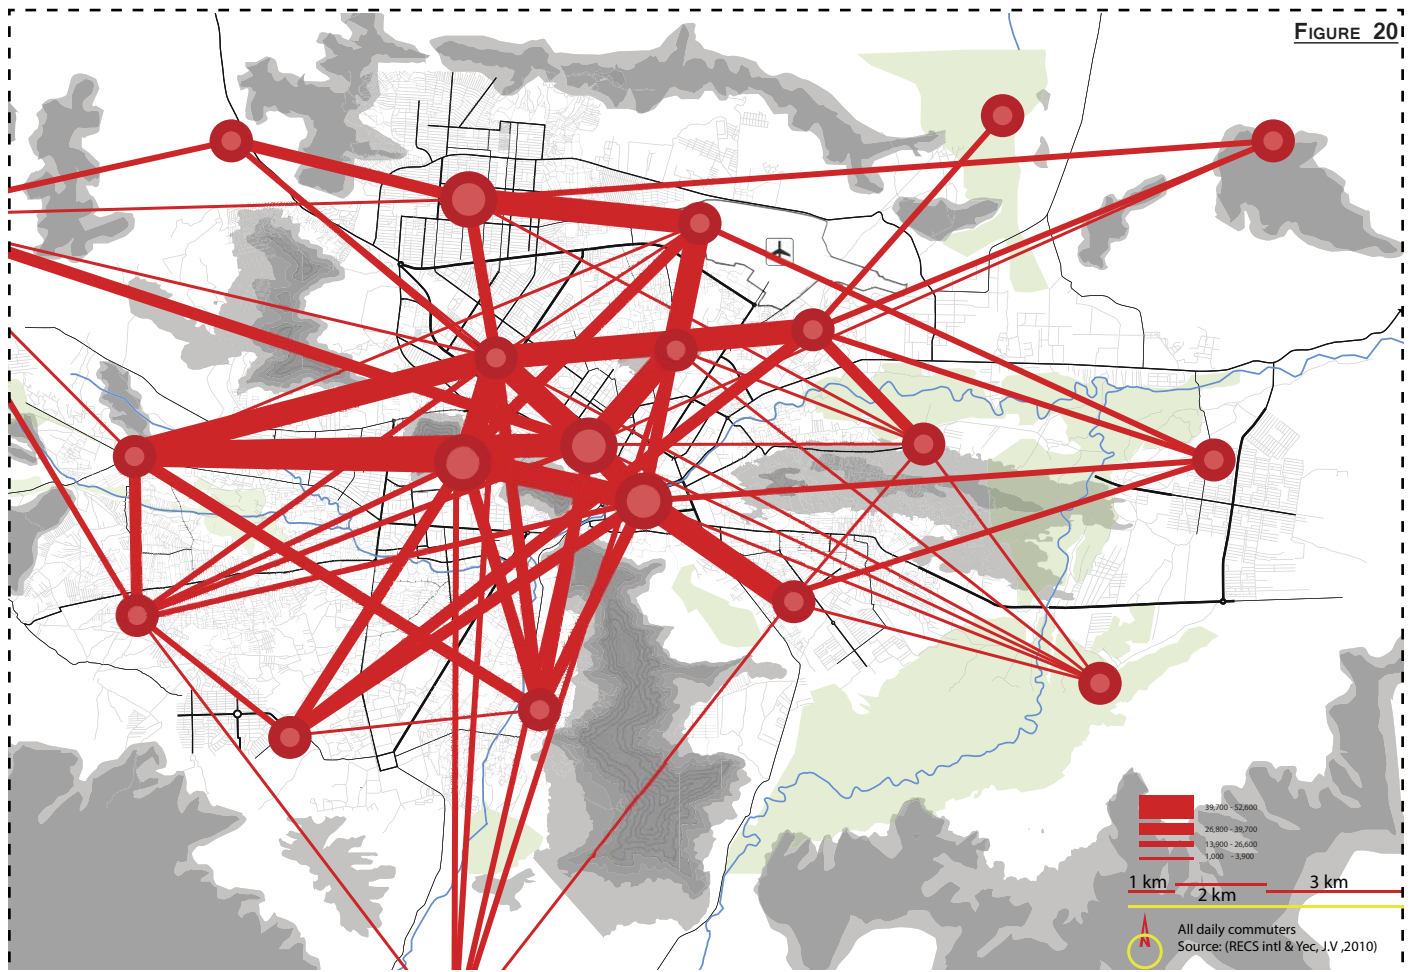 FIGURE 20
39,700 - 52,600
26,800 - 39,700
13,900 - 26,600
1,000 - 3,900
1 km
3 km
2 km
N
All daily commuters
Source: (RECS intl & Yec, J.V ,2010)